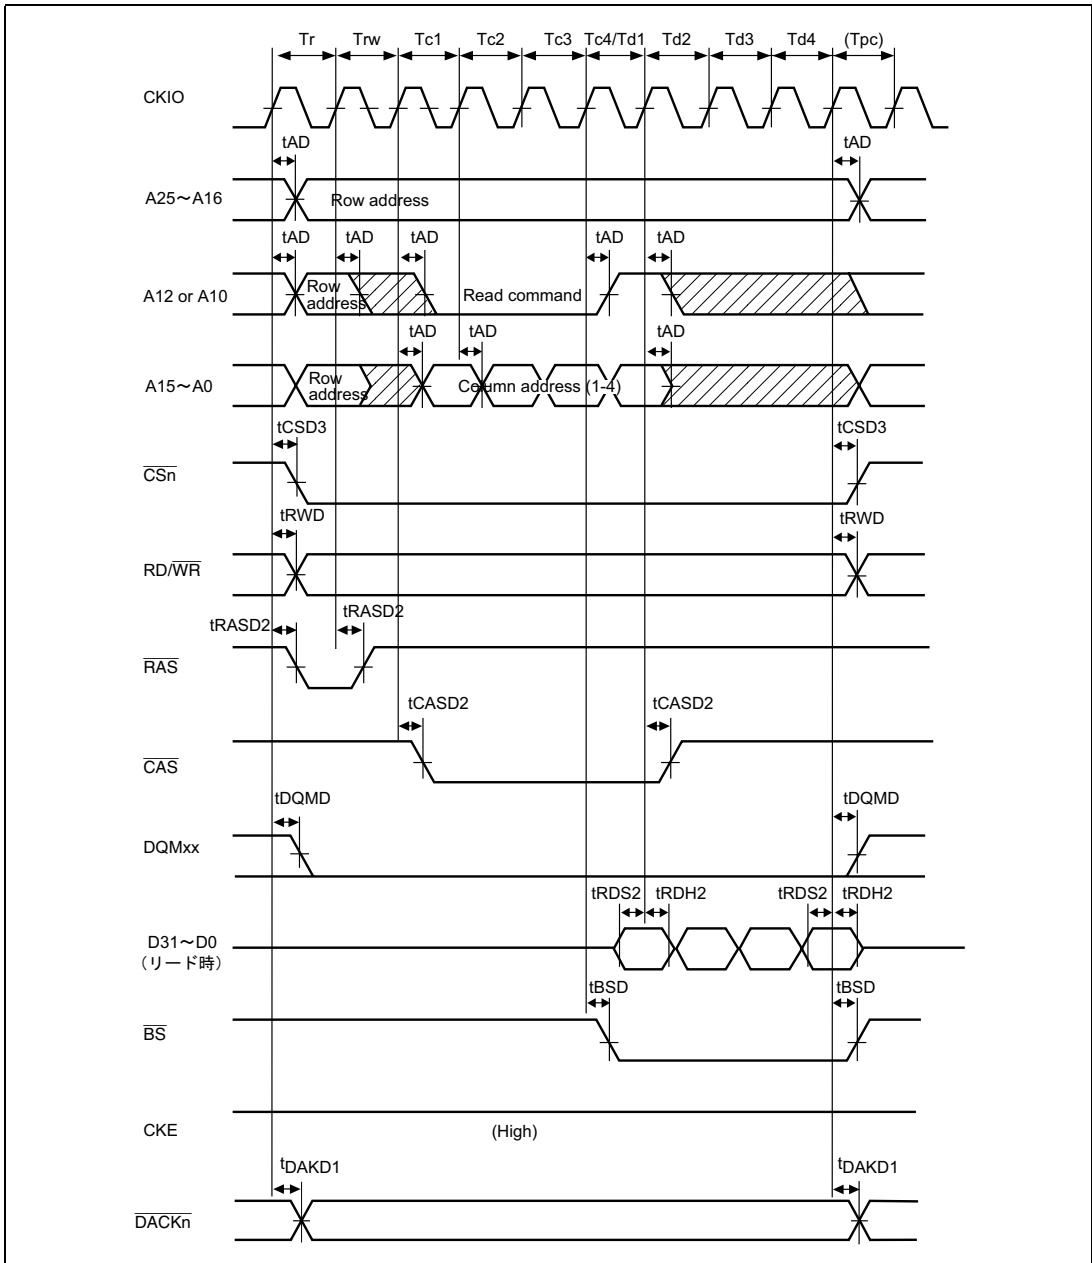 Tr Trw Tc1 Tc2 Tc3 Tc4/Td1 Td2 Td3 Td4 (Tpc)
CKIO
tAD tAD
A25～A16 Row address
tAD tAD tAD tAD tAD
A12 or A10 Row address Read command
tAD tAD tAD
A15～A0 Row address Column address (1-4)
tCSD3 tCSD3
CSn
tRWD tRWD
RD/WR
tRASD2 tRASD2
RAS
tCASD2 tCASD2
CAS
tDQMD tDQMD
DQMxx
tRDS2 tRDH2 tRDS2 tRDH2
D31～D0
（リード時）
tBSD tBSD
BS
CKE (High)
tDAKD1 tDAKD1
DACKn